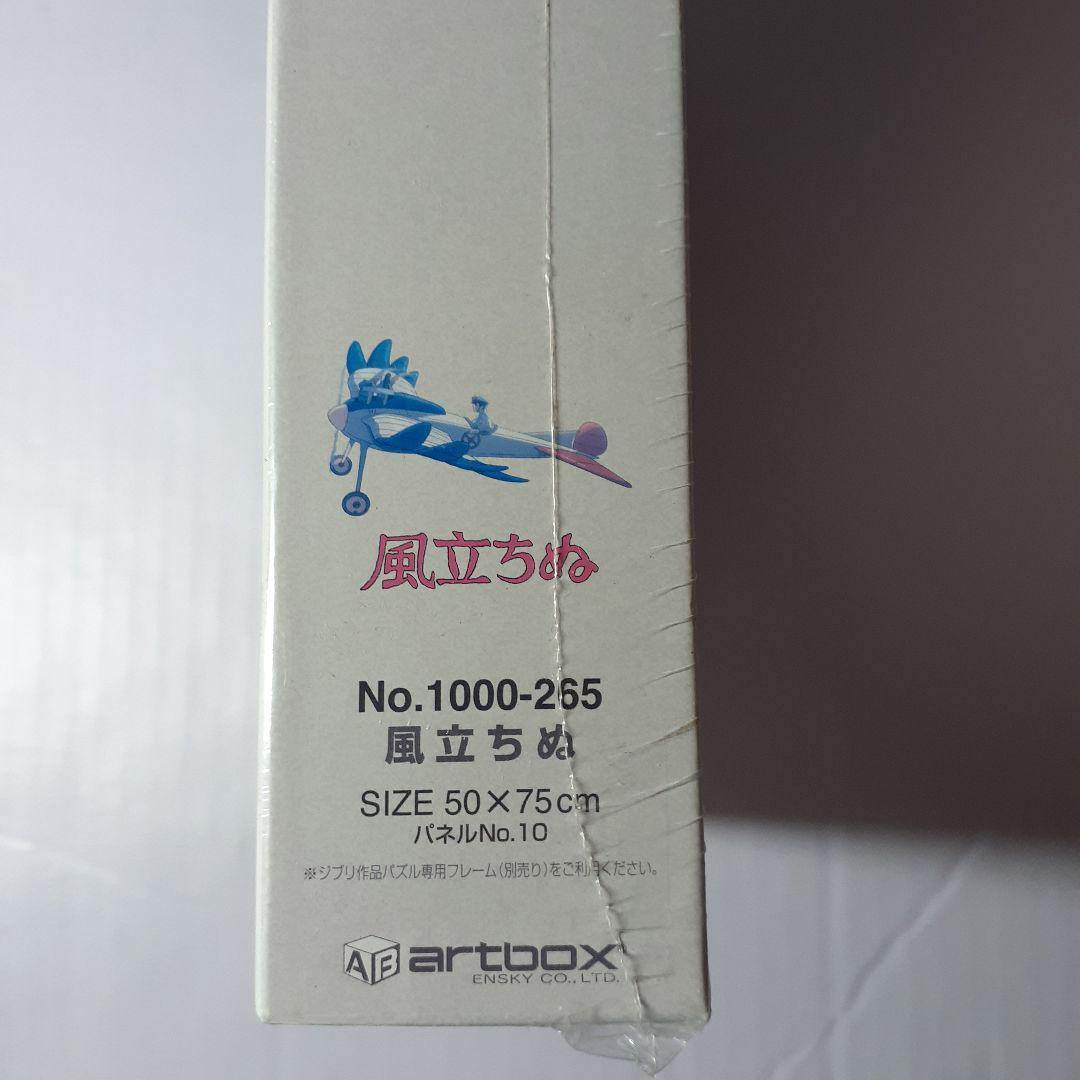 風立ちぬ
No.1000-265
風立ちぬ
SIZE 50×75cm
パネルNo.10
※ジブリ作品パズル専用フレーム(別売り)をご利用ください。
AB artbox
ENSKY CO., LTD.